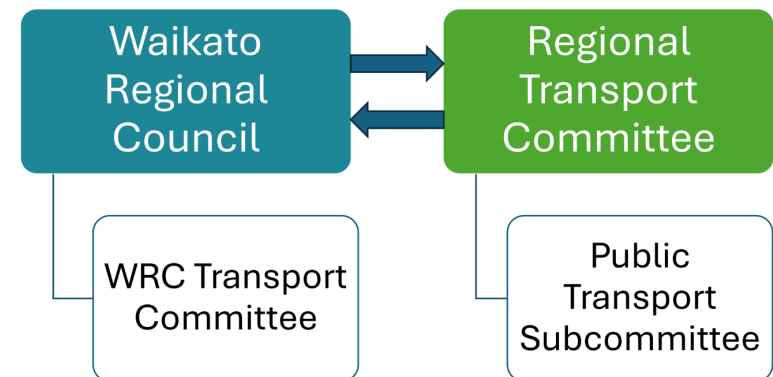 Waikato
Regional
Council
Regional
Transport
Committee
WRC Transport
Committee
Public
Transport
Subcommittee